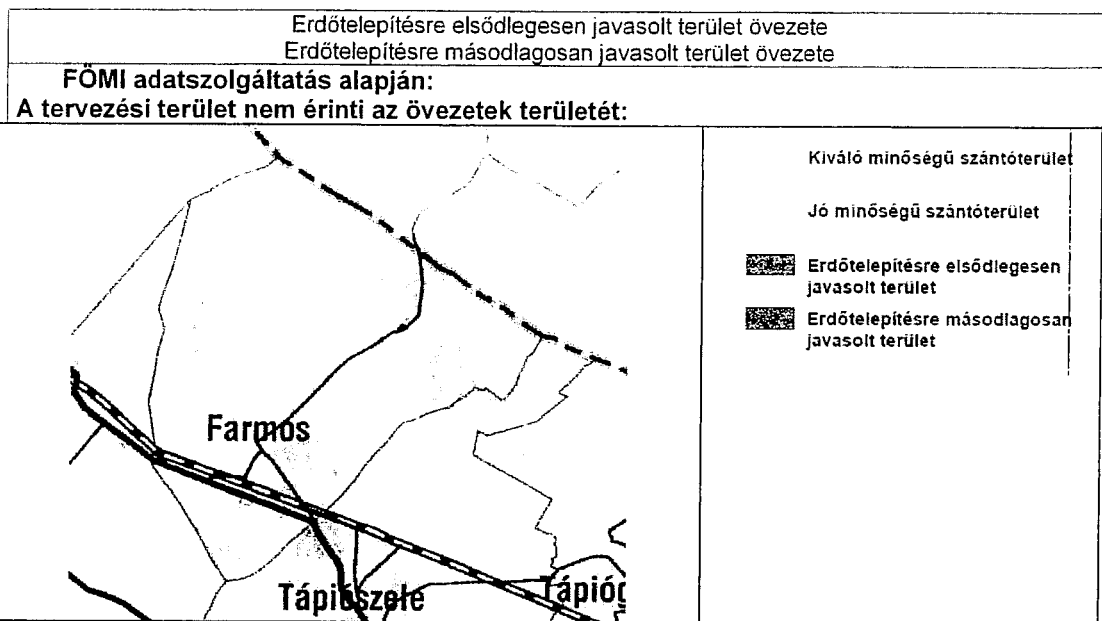 Erdőtelepítésre elsődlegesen javasolt terület övezete
Erdőtelepítésre másodlagosan javasolt terület övezete
FÖMI adatszolgáltatás alapján:
A tervezési terület nem érinti az övezetek területét:
Kiváló minőségű szántóterület
Jó minőségű szántóterület
Erdőtelepítésre elsődlegesen
javasolt terület
Erdőtelepítésre másodlagosan
javasolt terület
Farmos
Tápiószele